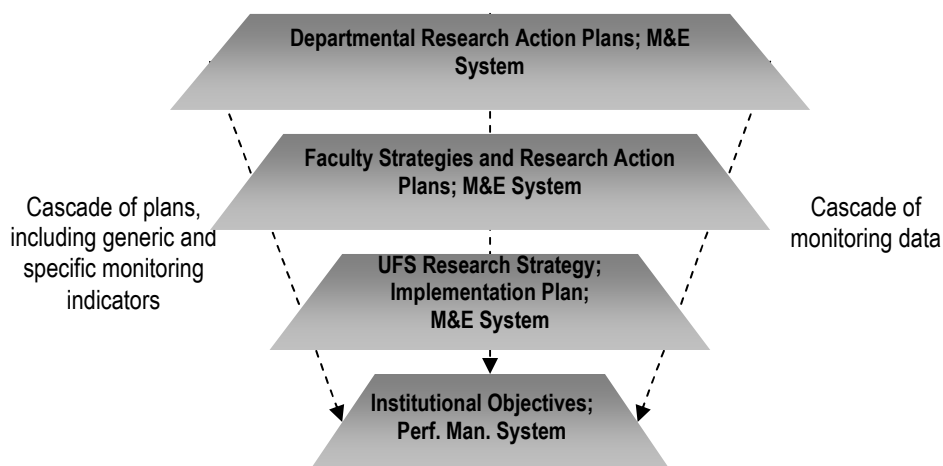 Departmental Research Action Plans; M&E
System
Faculty Strategies and Research Action
Plans; M&E System
Cascade of plans,
including generic and
specific monitoring
indicators
Cascade of
monitoring data
UFS Research Strategy;
Implementation Plan;
M&E System
Institutional Objectives;
Perf. Man. System